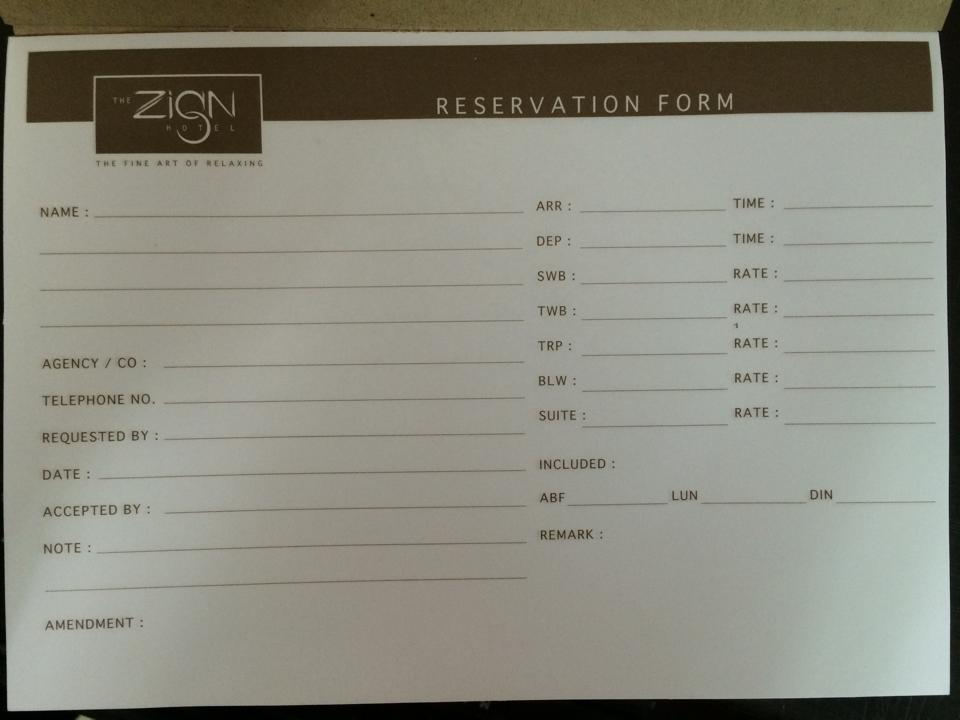 THE ZiGN
HOTEL
THE FINE ART OF RELAXING
RESERVATION FORM
NAME :
AGENCY / CO :
TELEPHONE NO.
REQUESTED BY :
DATE :
ACCEPTED BY :
NOTE :
AMENDMENT :
ARR : TIME :
DEP : TIME :
SWB : RATE :
TWB : RATE :
TRP : RATE :
BLW : RATE :
SUITE : RATE :
INCLUDED :
ABF LUN DIN
REMARK :